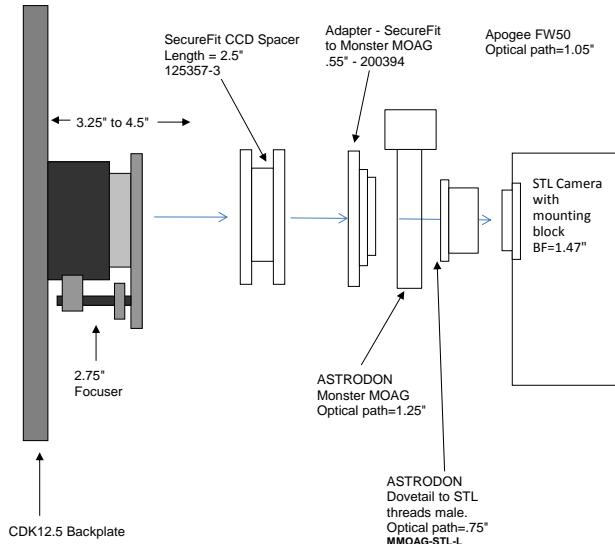 SecureFit CCD Spacer
Length = 2.5"
125357-3
Adapter - SecureFit
to Monster MOAG
.55" - 200394
Apogee FW50
Optical path=1.05"
3.25" to 4.5"
STL Camera
with
mounting
block
BF=1.47"
2.75"
Focuser
ASTRODON
Monster MOAG
Optical path=1.25"
ASTRODON
Dovetail to STL
threads male.
Optical path=.75"
MMOAG-STL-L
CDK12.5 Backplate